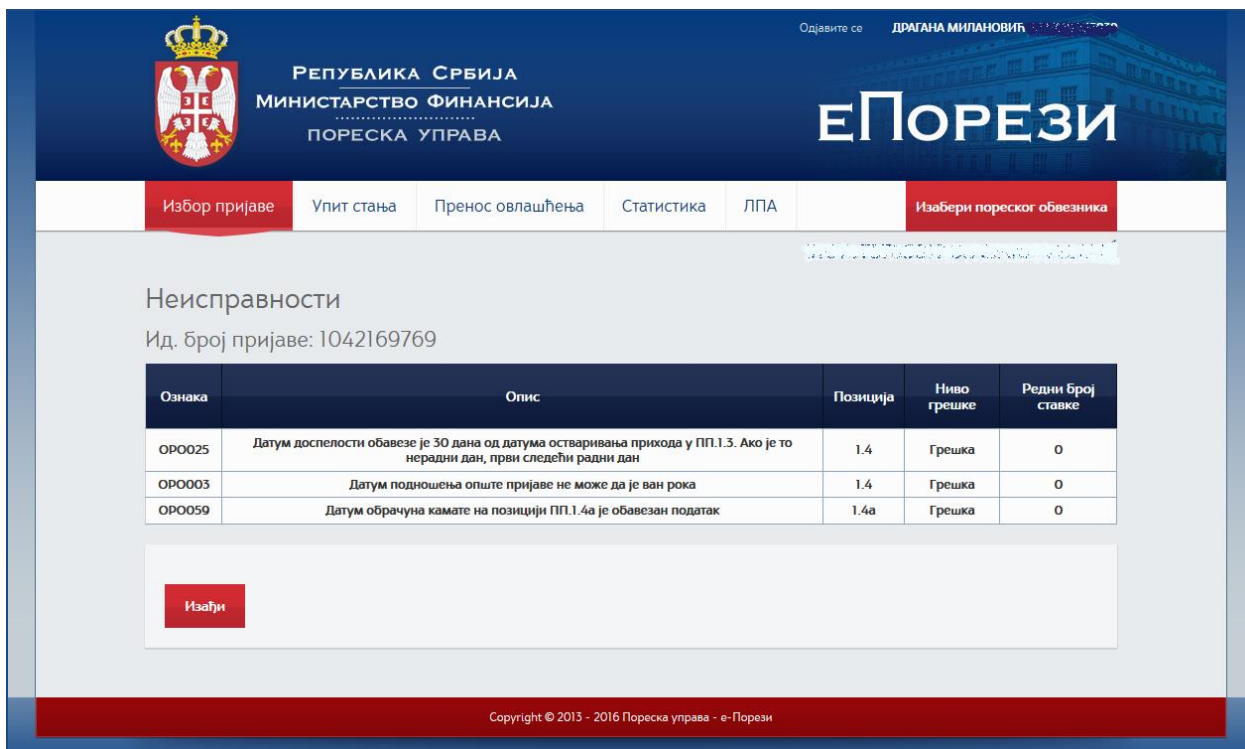 Одјавите се ДРАГАНА МИЛАНОВИЋ
РЕПУБЛИКА СРБИЈА
МИНИСТАРСТВО ФИНАНСИЈА
ПОРЕСКА УПРАВА
еПОРЕЗИ
Избор пријаве Упит стања Пренос овлашћења Статистика ЛПА Изабери пореског обвезника
Неисправности
Ид. број пријаве: 1042169769
Ознака Опис Позиција Ниво грешке Редни број ставке
OPO025 Датум доспелости обавезе је 30 дана од датума остваривања прихода у ПП.1.3. Ако је то
нерадни дан, први следећи радни дан 1.4 Грешка 0
OPO003 Датум подношења опште пријаве не може да је ван рока 1.4 Грешка 0
OPO059 Датум обрачуна камате на позицији ПП.1.4а је обавезан податак 1.4а Грешка 0
Изађи
Copyright © 2013 - 2016 Пореска управа - е-Порези